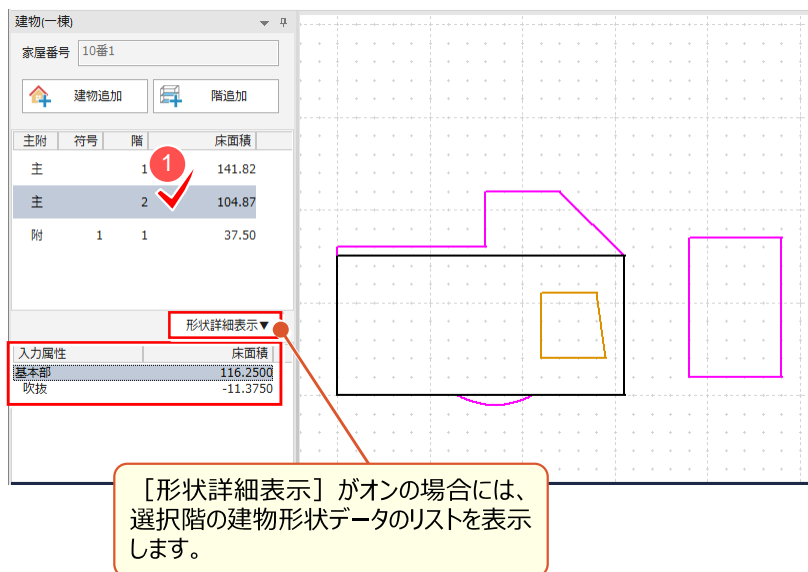 建物(一棟)
家屋番号 10番1
建物追加 階追加
主附 符号 階 床面積
主 1 141.82
1
主 2 104.87
附 1 1 37.50
形状詳細表示▼
入力属性 床面積
基本部 116.2500
吹抜 -11.3750
［形状詳細表示］がオンの場合には、
選択階の建物形状データのリストを表示
します。